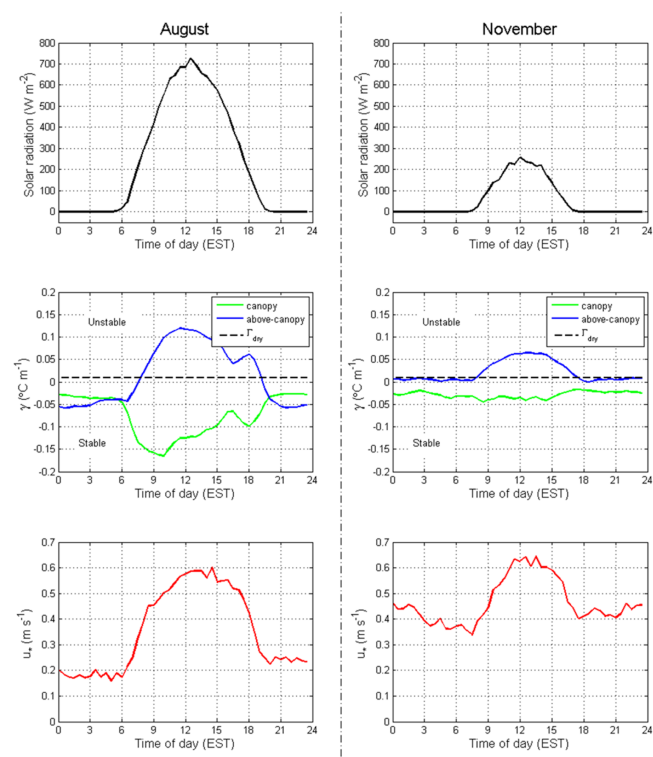 August
November
800
700
600
500
400
300
200
100
0
Solar radiation (W m-2)
0 3 6 9 12 15 18 21 24
Time of day (EST)
800
700
600
500
400
300
200
100
0
Solar radiation (W m-2)
0 3 6 9 12 15 18 21 24
Time of day (EST)
0.2
0.15
0.1
0.05
0
-0.05
-0.1
-0.15
-0.2
γ (ºC m-1)
Unstable
canopy
above-canopy
Γdry
Stable
0 3 6 9 12 15 18 21 24
Time of day (EST)
0.2
0.15
0.1
0.05
0
-0.05
-0.1
-0.15
-0.2
γ (ºC m-1)
Unstable
canopy
above-canopy
Γdry
Stable
0 3 6 9 12 15 18 21 24
Time of day (EST)
0.7
0.6
0.5
0.4
0.3
0.2
0.1
0
u* (m s-1)
0 3 6 9 12 15 18 21 24
Time of day (EST)
0.7
0.6
0.5
0.4
0.3
0.2
0.1
0
u* (m s-1)
0 3 6 9 12 15 18 21 24
Time of day (EST)